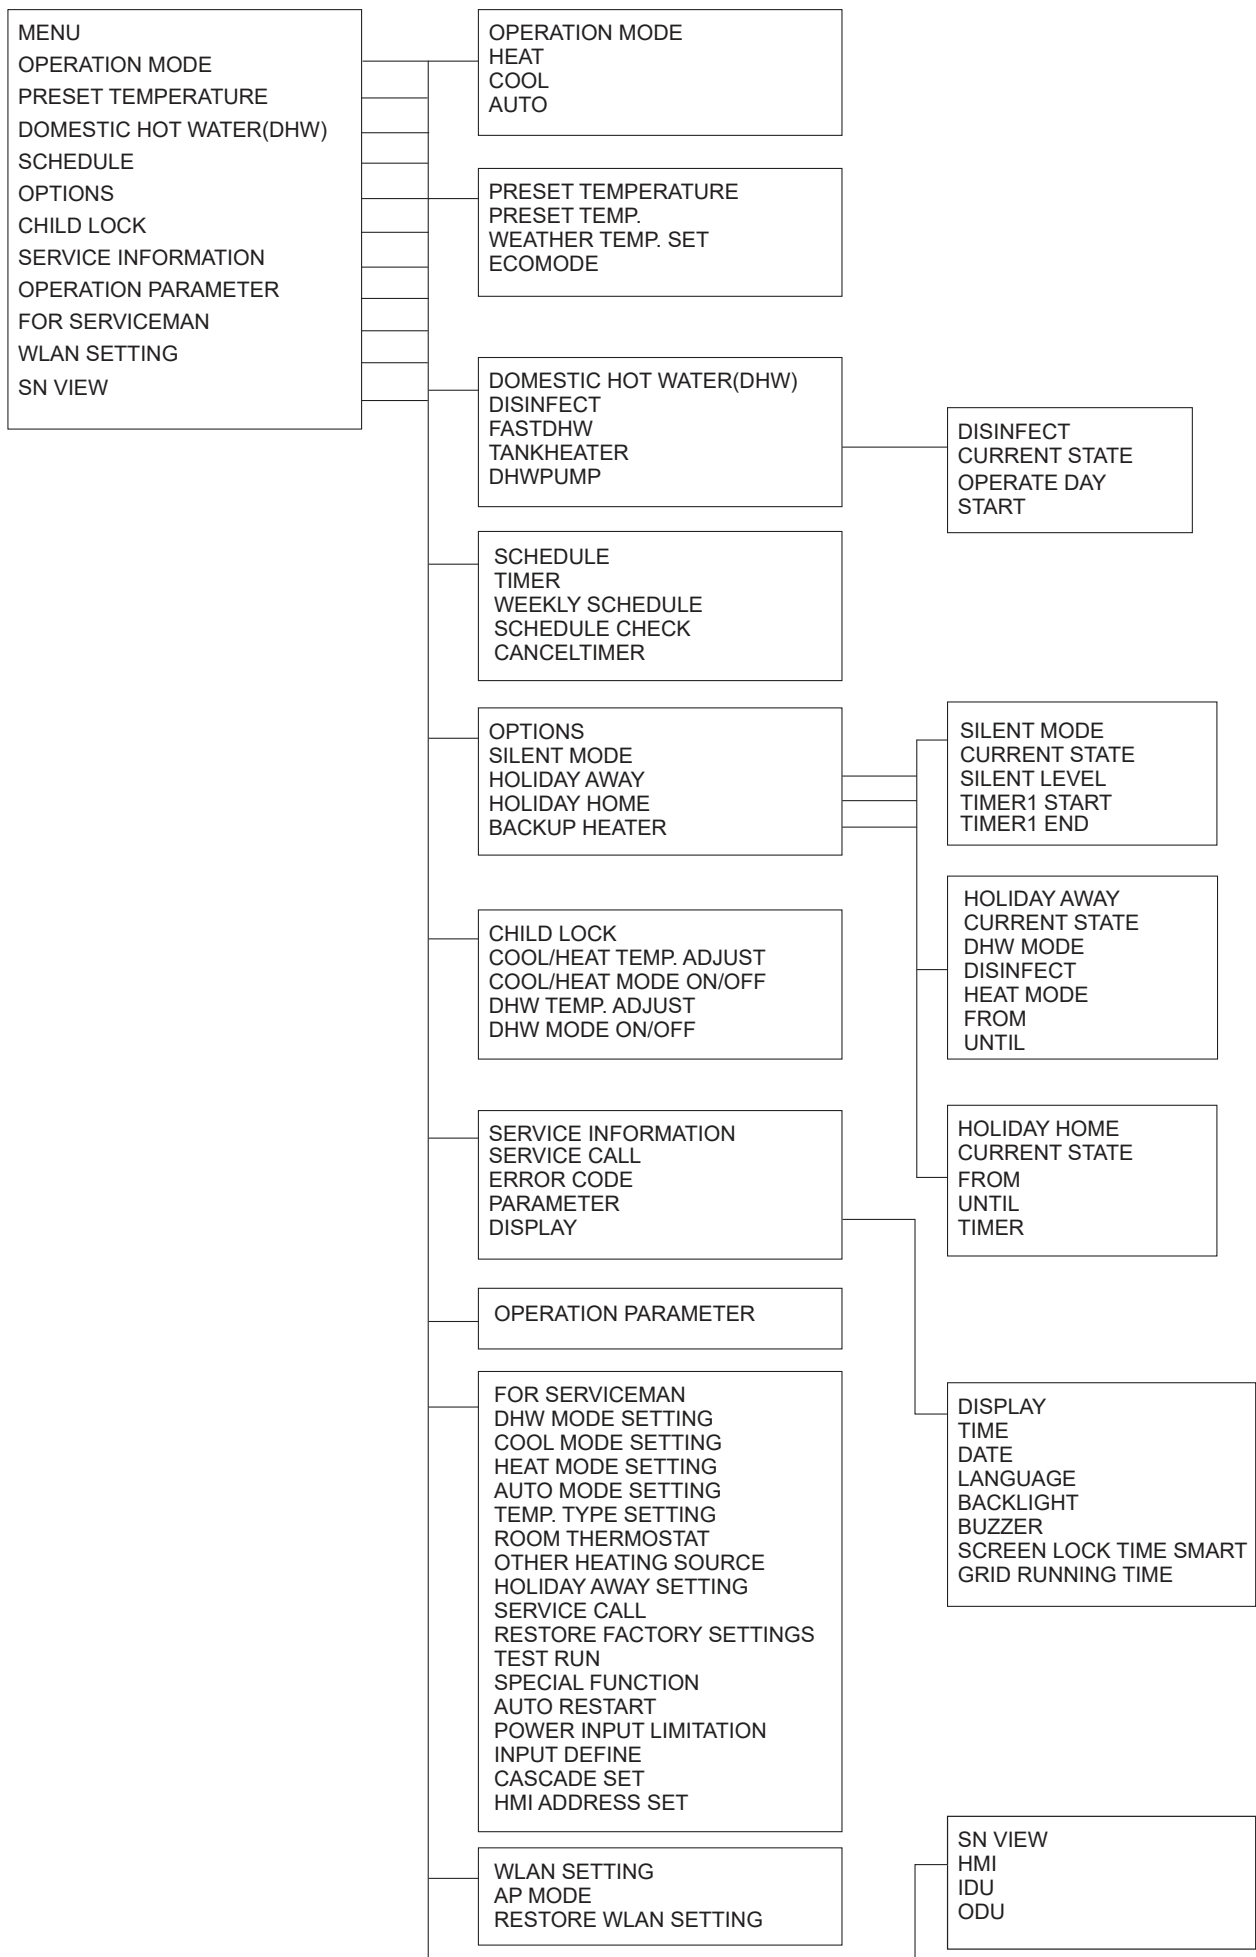 MENU
OPERATION MODE
PRESET TEMPERATURE
DOMESTIC HOT WATER(DHW)
SCHEDULE
OPTIONS
CHILD LOCK
SERVICE INFORMATION
OPERATION PARAMETER
FOR SERVICEMAN
WLAN SETTING
SN VIEW
OPERATION MODE
HEAT
COOL
AUTO
PRESET TEMPERATURE
PRESET TEMP.
WEATHER TEMP. SET
ECOMODE
DOMESTIC HOT WATER(DHW)
DISINFECT
FASTDHW
TANKHEATER
DHWPUMP
DISINFECT
CURRENT STATE
OPERATE DAY
START
SCHEDULE
TIMER
WEEKLY SCHEDULE
SCHEDULE CHECK
CANCELTIMER
OPTIONS
SILENT MODE
HOLIDAY AWAY
HOLIDAY HOME
BACKUP HEATER
SILENT MODE
CURRENT STATE
SILENT LEVEL
TIMER1 START
TIMER1 END
HOLIDAY AWAY
CURRENT STATE
DHW MODE
DISINFECT
HEAT MODE
FROM
UNTIL
HOLIDAY HOME
CURRENT STATE
FROM
UNTIL
TIMER
CHILD LOCK
COOL/HEAT TEMP. ADJUST
COOL/HEAT MODE ON/OFF
DHW TEMP. ADJUST
DHW MODE ON/OFF
SERVICE INFORMATION
SERVICE CALL
ERROR CODE
PARAMETER
DISPLAY
OPERATION PARAMETER
FOR SERVICEMAN
DHW MODE SETTING
COOL MODE SETTING
HEAT MODE SETTING
AUTO MODE SETTING
TEMP. TYPE SETTING
ROOM THERMOSTAT
OTHER HEATING SOURCE
HOLIDAY AWAY SETTING
SERVICE CALL
RESTORE FACTORY SETTINGS
TEST RUN
SPECIAL FUNCTION
AUTO RESTART
POWER INPUT LIMITATION
INPUT DEFINE
CASCADE SET
HMI ADDRESS SET
DISPLAY
TIME
DATE
LANGUAGE
BACKLIGHT
BUZZER
SCREEN LOCK TIME SMART
GRID RUNNING TIME
WLAN SETTING
AP MODE
RESTORE WLAN SETTING
SN VIEW
HMI
IDU
ODU